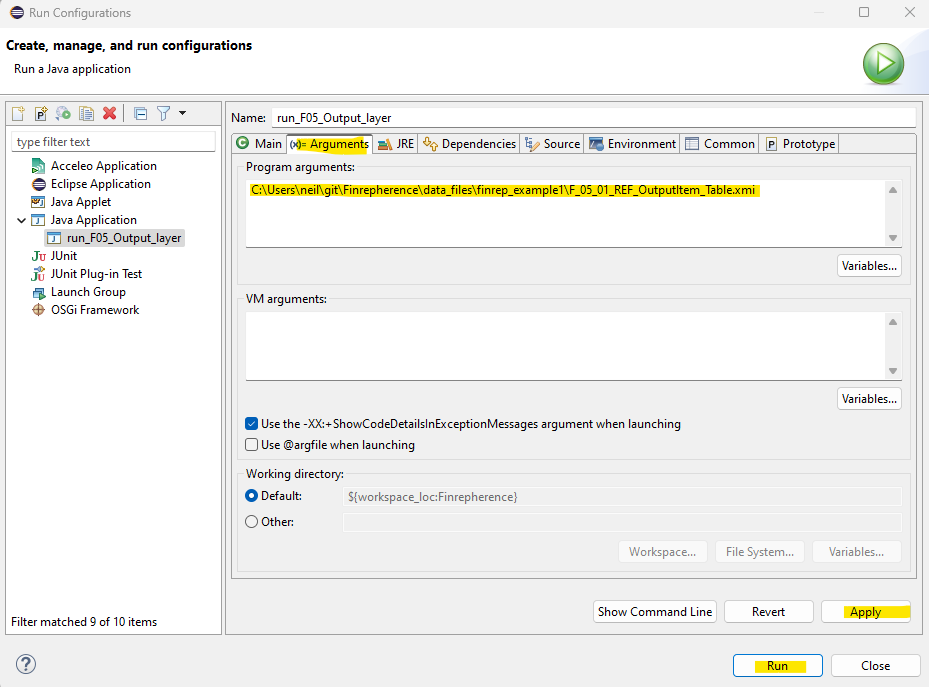 Run Configurations
Create, manage, and run configurations
Run a Java application
type filter text
Acceleo Application
Eclipse Application
Java Applet
Java Application
run_F05_Output_layer
JUnit
JUnit Plug-in Test
Launch Group
OSGi Framework
Filter matched 9 of 10 items
Name: run_F05_Output_layer
Main (x)= Arguments JRE Dependencies Source Environment Common P Prototype
Program arguments:
C:\Users\neil\git\Finrepherence\data_files\finrep_example1\F_05_01_REF_OutputItem_Table.xmi
Variables...
VM arguments:
Variables...
Use the -XX:+ShowCodeDetailsInExceptionMessages argument when launching
Use @argfile when launching
Working directory:
Default: ${workspace_loc:Finrepherence}
Other:
Workspace... File System... Variables...
Show Command Line Revert Apply
? Run Close